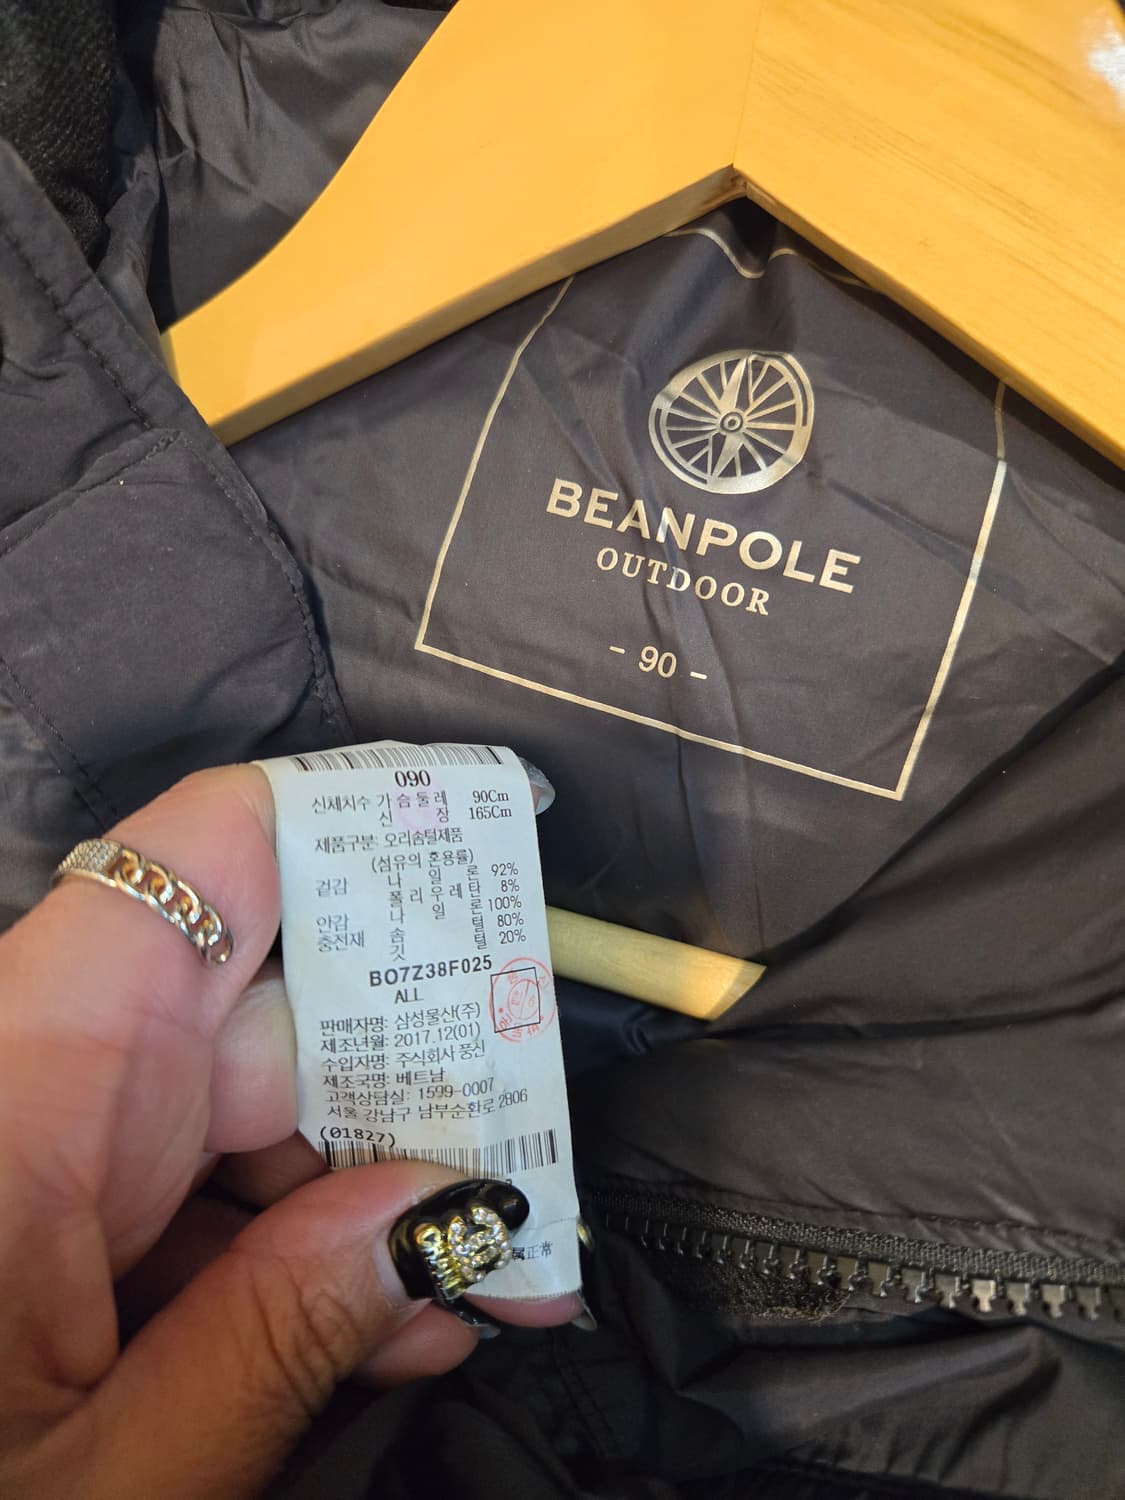 BEANPOLE
OUTDOOR
- 90 -
090
신체치수 가슴둘레 90Cm
신장 165Cm
제품구분: 오리솜털제품
(섬유의 혼용률)
겉감 나일론 92%
폴리우레탄 8%
안감 나일론 100%
충전재 솜털 80%
깃털 20%
BO7Z38F025
ALL
판매자명: 삼성물산(주)
제조년월: 2017.12(01)
수입자명: 주식회사 풍신
제조국명: 베트남
고객상담실: 1599-0007
서울 강남구 남부순환로 2806
(01827)
正常